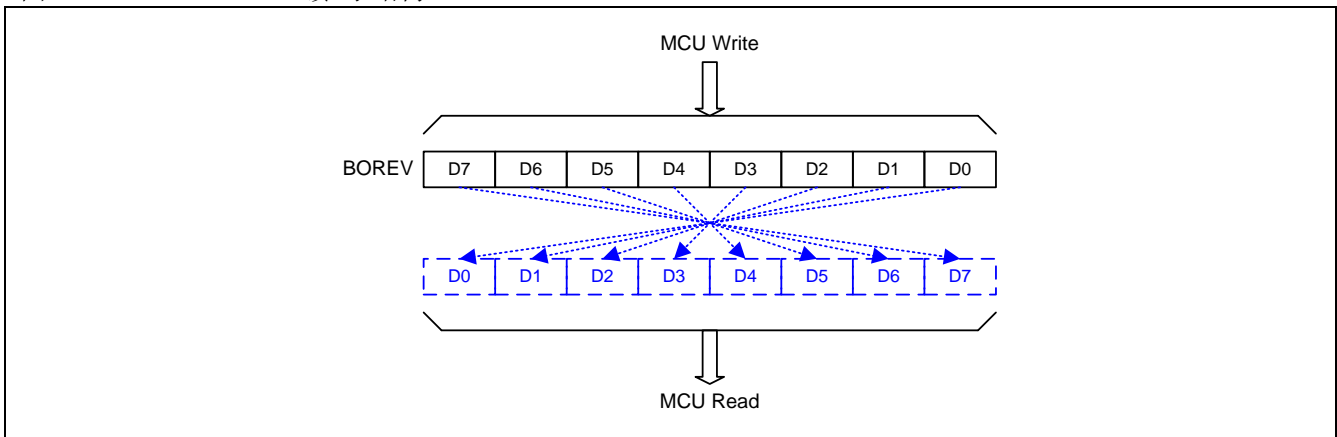 MCU Write
BOREV D7 D6 D5 D4 D3 D2 D1 D0
D0 D1 D2 D3 D4 D5 D6 D7
MCU Read